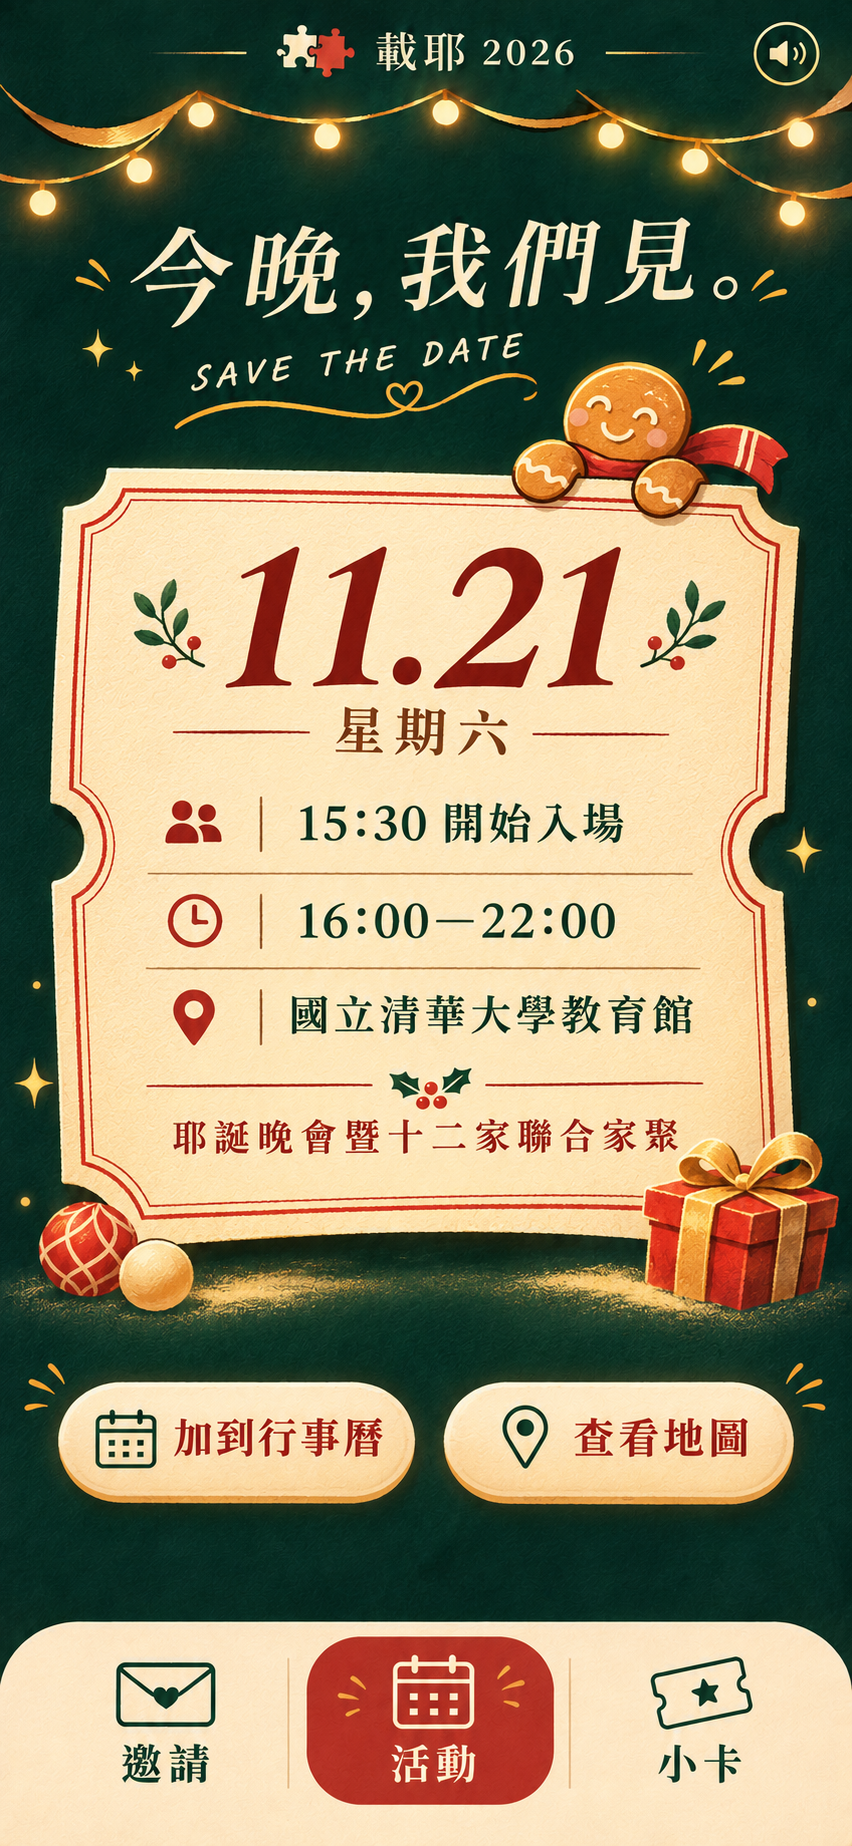 載耶 2026
今晚，我們見。
SAVE THE DATE
11.21
星期六
15:30 開始入場
16:00—22:00
國立清華大學教育館
耶誕晚會暨十二家聯合家聚
加到行事曆
查看地圖
邀請
活動
小卡